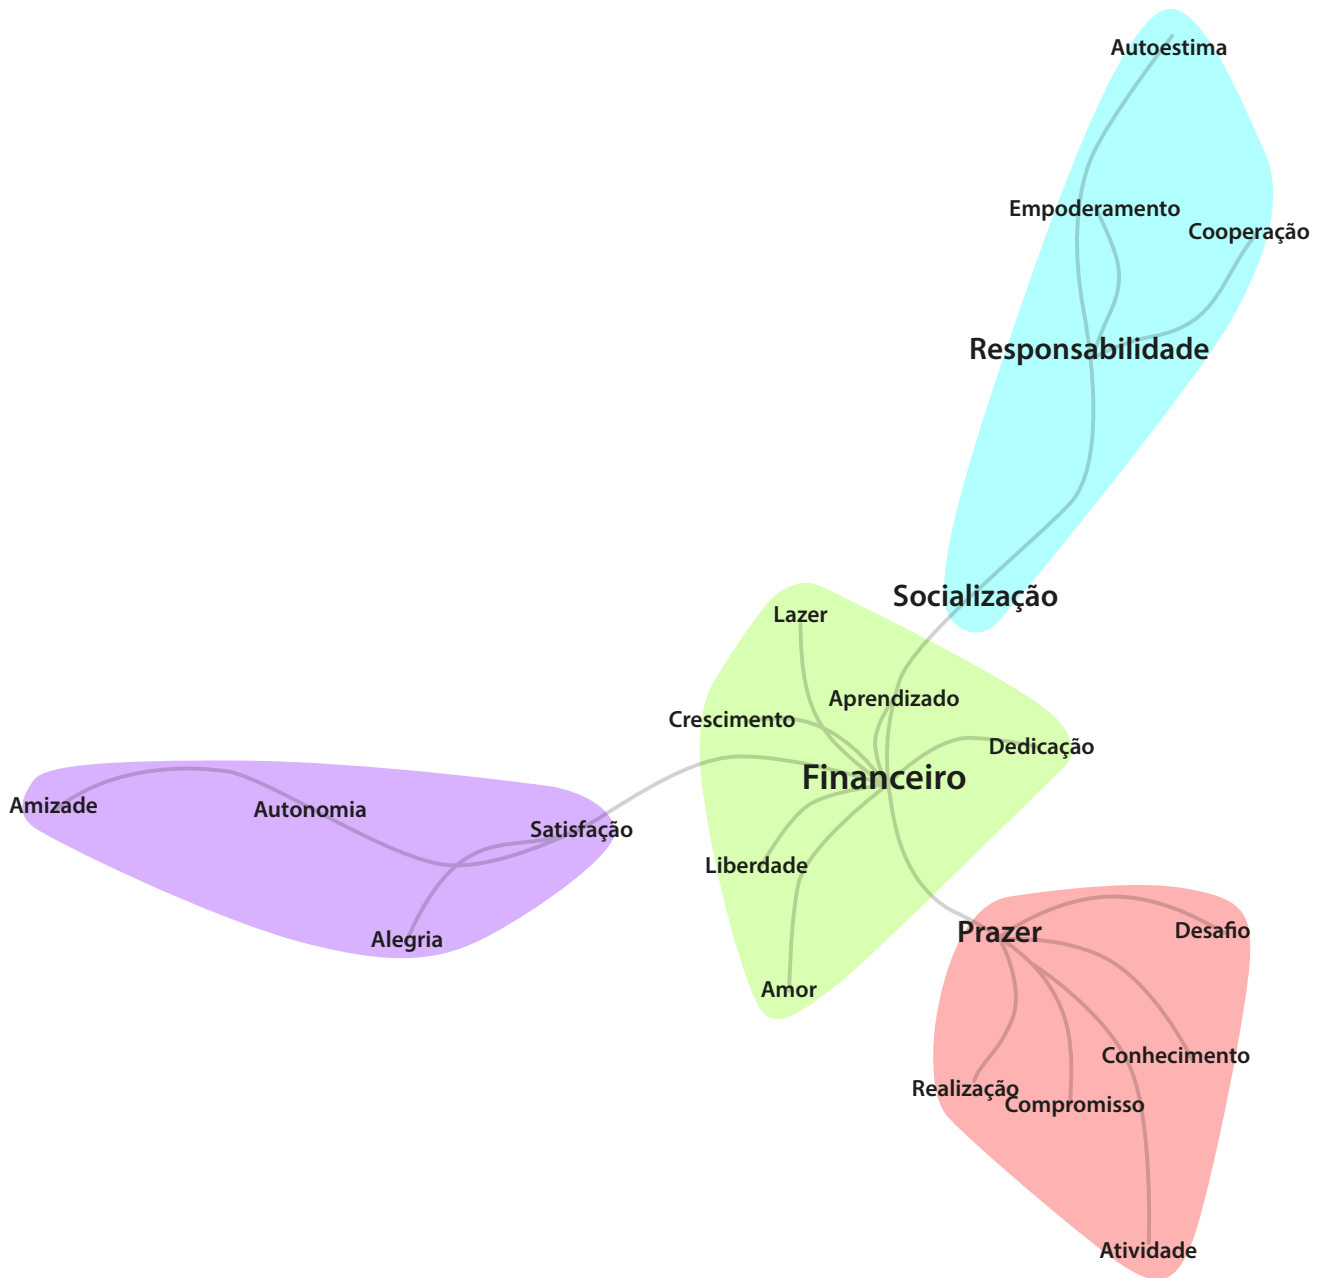 Autoestima
Empoderamento
Cooperação
Responsabilidade
Socialização
Lazer
Aprendizado
Crescimento
Dedicação
Financeiro
Amizade
Autonomia
Satisfação
Liberdade
Alegria
Prazer
Desafio
Amor
Conhecimento
Realização
Compromisso
Atividade